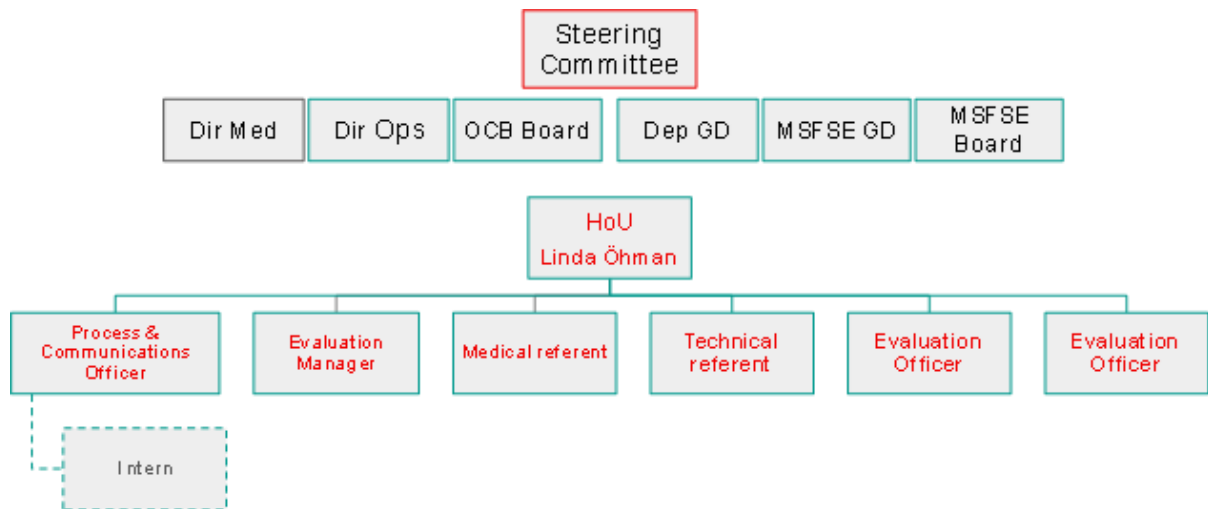 Steering
Committee
Dir Med
Dir Ops
OCB Board
Dep GD
MSFSE GD
MSFSE
Board
HoU
Linda Öhman
Process &
Communications
Officer
Evaluation
Manager
Medical referent
Technical
referent
Evaluation
Officer
Evaluation
Officer
Intern